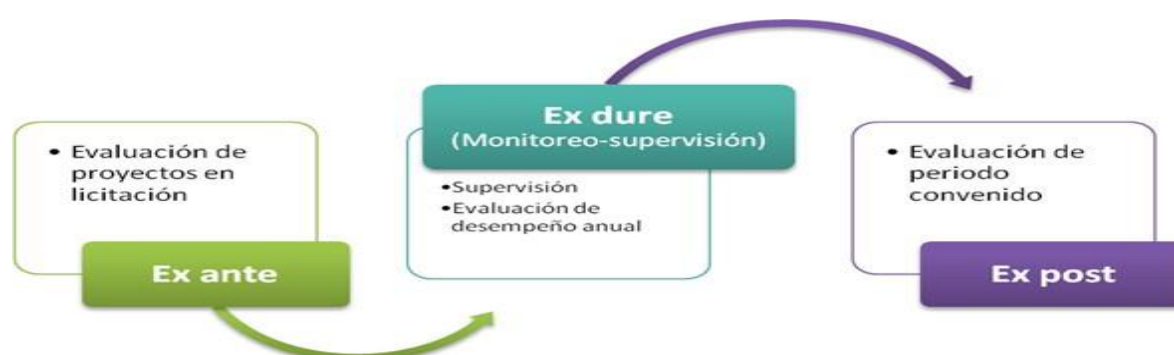 • Evaluación de
proyectos en
licitación
Ex ante
Ex dure
(Monitoreo-supervisión)
•Supervisión
•Evaluación de
desempeño anual
• Evaluación de
periodo
convenido
Ex post